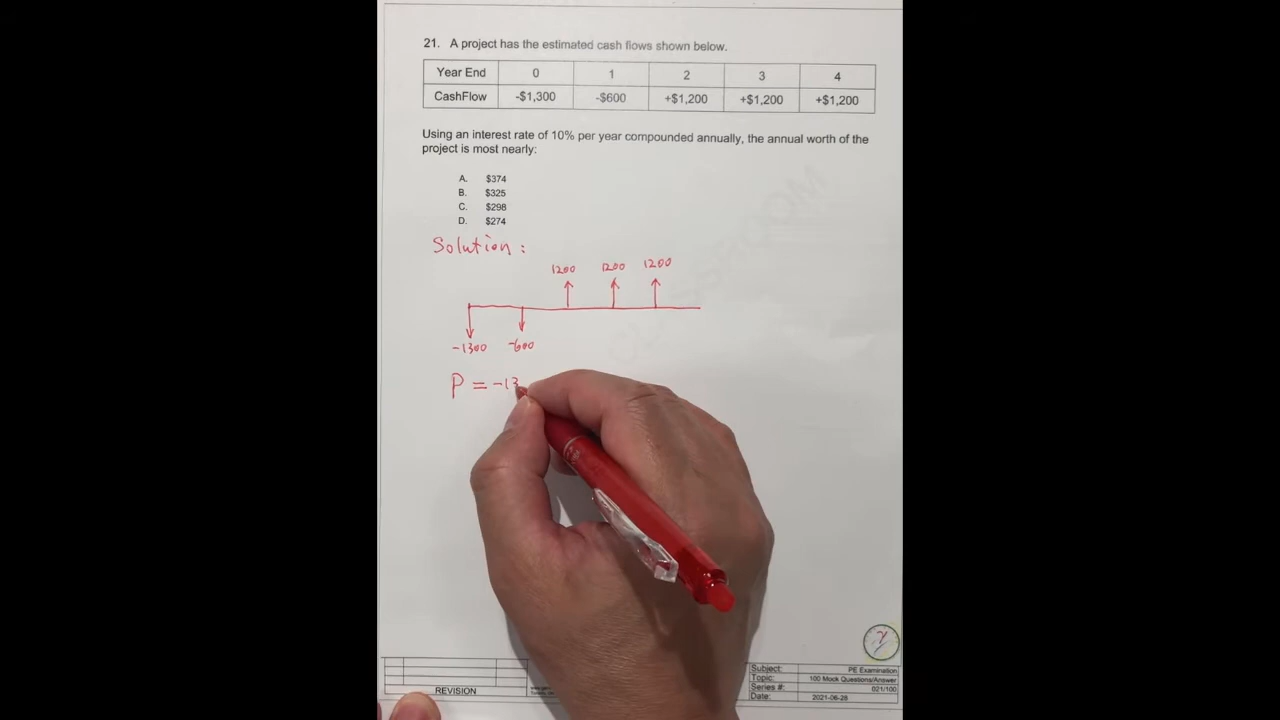 21. A project has the estimated cash flows shown below.
Year End 0 1 2 3 4
CashFlow -$1,300 -$600 +$1,200 +$1,200 +$1,200
Using an interest rate of 10% per year compounded annually, the annual worth of the
project is most nearly:
A. $374
B. $325
C. $298
D. $274
Solution:
1200 1200 1200
-1300 -600
P = -13
REVISION
Subject: PE Examination
Topic: 100 Mock Questions/Answer
Series #: 021/100
Date: 2021-06-28